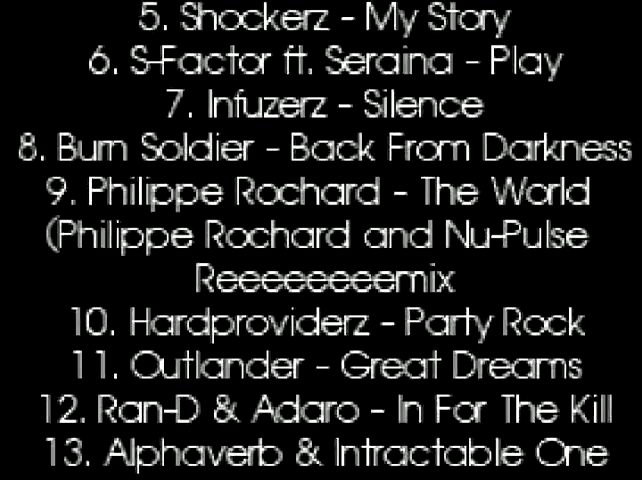 5. Shockerz - My Story
6. S-Factor ft. Seraina - Play
7. Infuzerz - Silence
8. Burn Soldier - Back From Darkness
9. Philippe Rochard - The World
(Philippe Rochard and Nu-Pulse
Reeeeeeeemix
10. Hardproviderz - Party Rock
11. Outlander - Great Dreams
12. Ran-D & Adaro - In For The Kill
13. Alphaverb & Intractable One